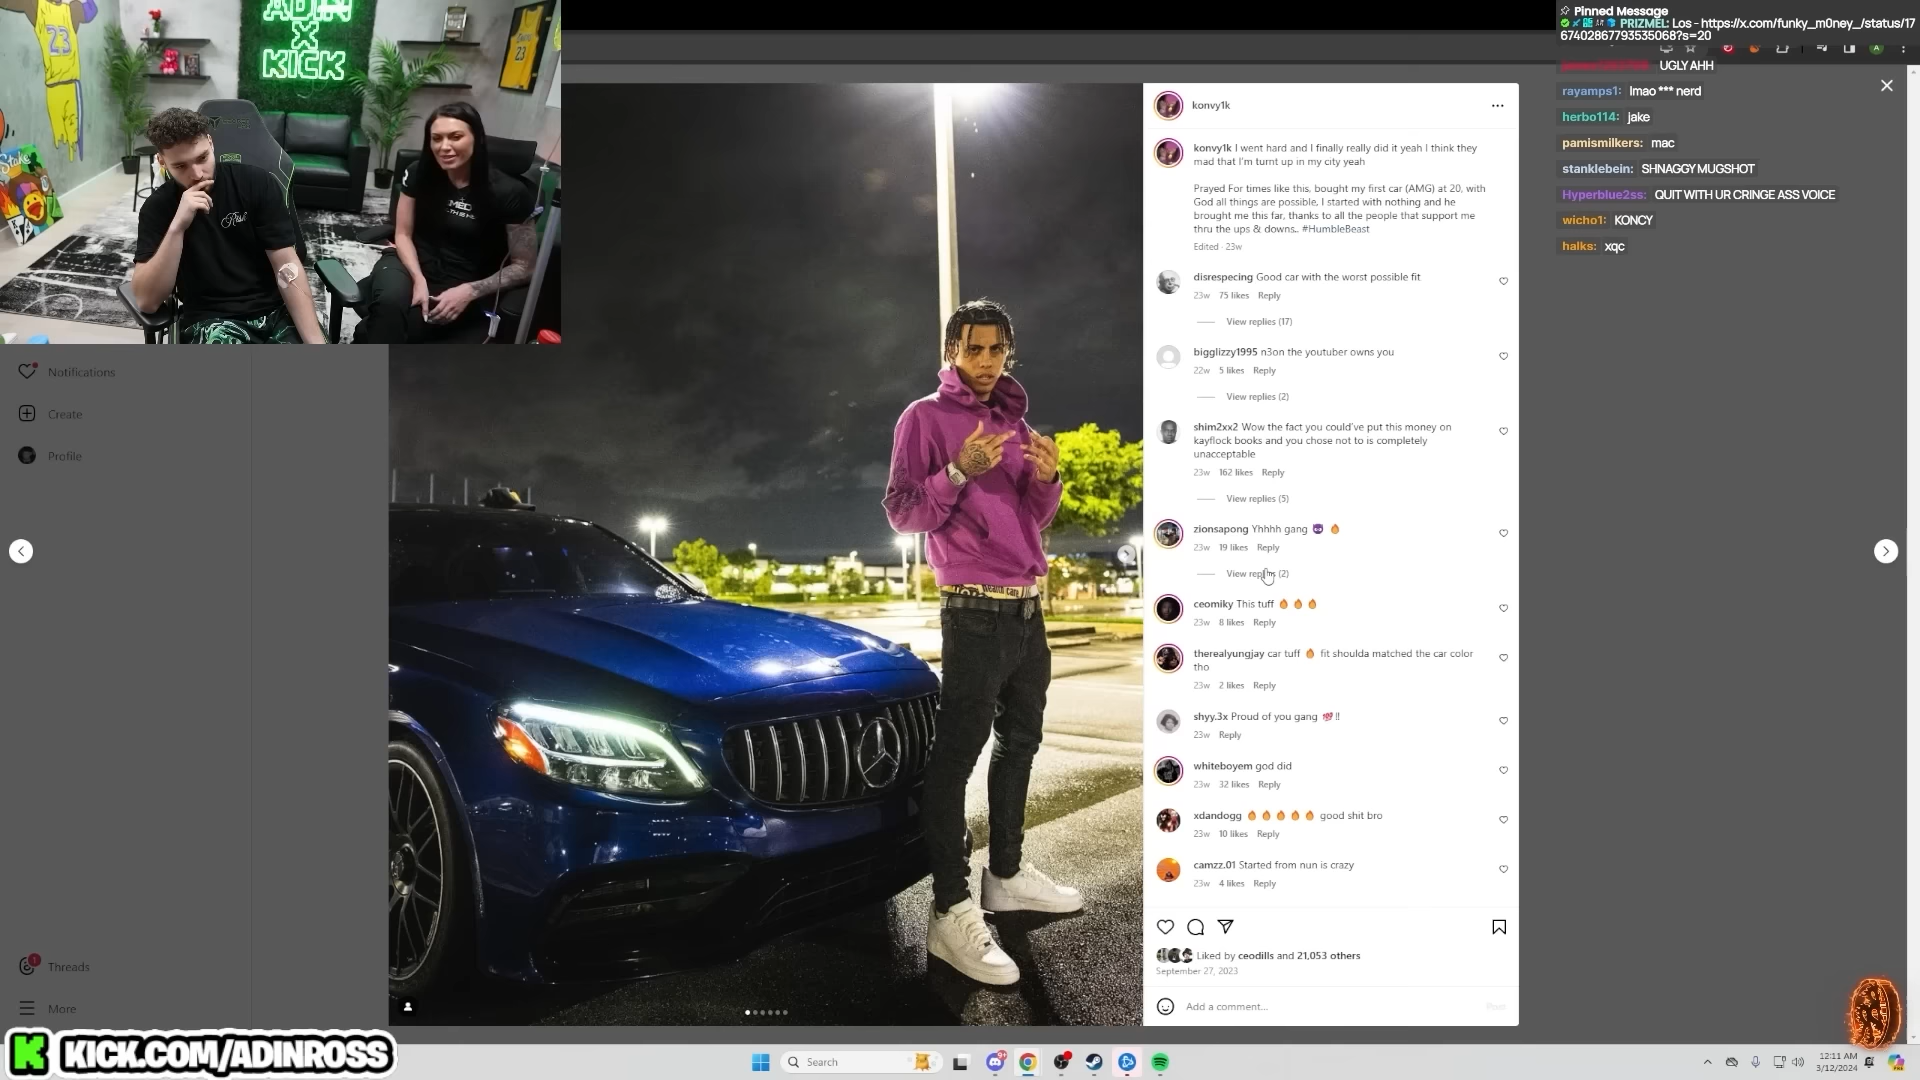 ADIN
X
KICK
23
23
Stake
Rich
Pinned Message
PRIZMEL: Los - https://x.com/funky_m0ney_/status/17
67402867793535068?s=20
UGLY AHH
rayamps1: lmao *** nerd
herbo114: jake
pamismilkers: mac
stanklebein: SHNAGGY MUGSHOT
Hyperblue2ss: QUIT WITH UR CRINGE ASS VOICE
wicho1: KONCY
halks: xqc
Notifications
Create
Profile
Threads
1
More
konvy1k
konvy1k I went hard and I finally really did it yeah I think they
mad that I'm turnt up in my city yeah
Prayed For times like this, bought my first car (AMG) at 20, with
God all things are possible, I started with nothing and he
brought me this far, thanks to all the people that support me
thru the ups & downs.. #HumbleBeast
Edited · 23w
disrespecing Good car with the worst possible fit
23w 75 likes Reply
View replies (17)
bigglizzy1995 n3on the youtuber owns you
22w 5 likes Reply
View replies (2)
shim2xx2 Wow the fact you could've put this money on
kayflock books and you chose not to is completely
unacceptable
23w 162 likes Reply
View replies (5)
zionsapong Yhhhh gang 😈 🔥
23w 19 likes Reply
View replies (2)
ceomiky This tuff 🔥 🔥 🔥
23w 8 likes Reply
therealyungjay car tuff 🔥 fit shoulda matched the car color
tho
23w 2 likes Reply
shyy.3x Proud of you gang 💯 !!
23w Reply
whiteboyem god did
23w 32 likes Reply
xdandogg 🔥 🔥 🔥 🔥 🔥 good shit bro
23w 10 likes Reply
camzz.01 Started from nun is crazy
23w 4 likes Reply
Liked by ceodills and 21,053 others
September 27, 2023
Add a comment...
Post
KICK.COM/ADINROSS
Search
12:11 AM
3/12/2024